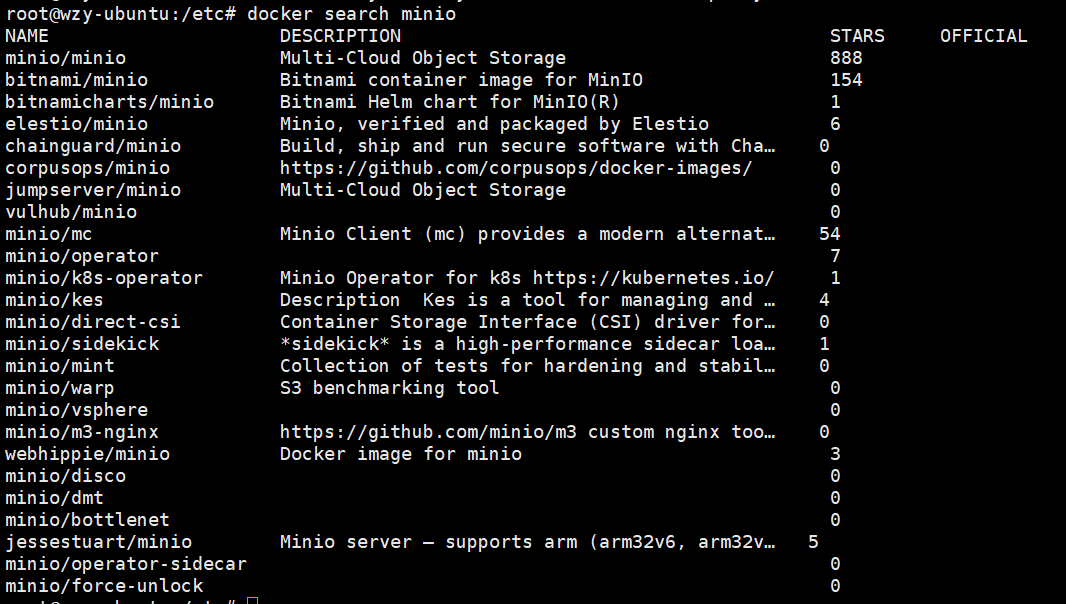 root@wzy-ubuntu:/etc# docker search minio
NAME DESCRIPTION STARS OFFICIAL
minio/minio Multi-Cloud Object Storage 888
bitnami/minio Bitnami container image for MinIO 154
bitnamicharts/minio Bitnami Helm chart for MinIO(R) 1
elestio/minio Minio, verified and packaged by Elestio 6
chainguard/minio Build, ship and run secure software with Cha… 0
corpusops/minio https://github.com/corpusops/docker-images/ 0
jumpserver/minio Multi-Cloud Object Storage 0
vulhub/minio 0
minio/mc Minio Client (mc) provides a modern alternat… 54
minio/operator 7
minio/k8s-operator Minio Operator for k8s https://kubernetes.io/ 1
minio/kes Description  Kes is a tool for managing and … 4
minio/direct-csi Container Storage Interface (CSI) driver for… 0
minio/sidekick *sidekick* is a high-performance sidecar loa… 1
minio/mint Collection of tests for hardening and stabil… 0
minio/warp S3 benchmarking tool 0
minio/vsphere 0
minio/m3-nginx https://github.com/minio/m3 custom nginx too… 0
webhippie/minio Docker image for minio 3
minio/disco 0
minio/dmt 0
minio/bottlenet 0
jessestuart/minio Minio server – supports arm (arm32v6, arm32v… 5
minio/operator-sidecar 0
minio/force-unlock 0